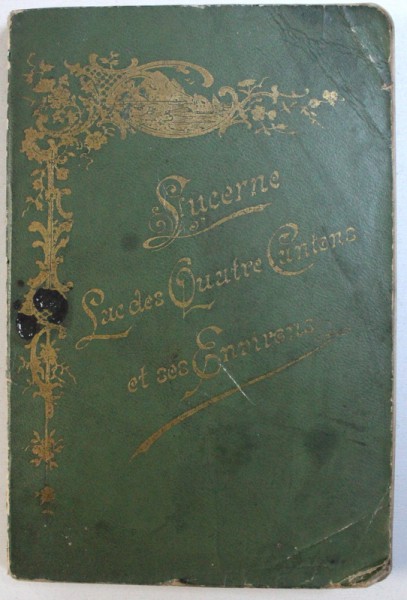 Lucerne
Lac des Quatre Cantons
et ses Environs